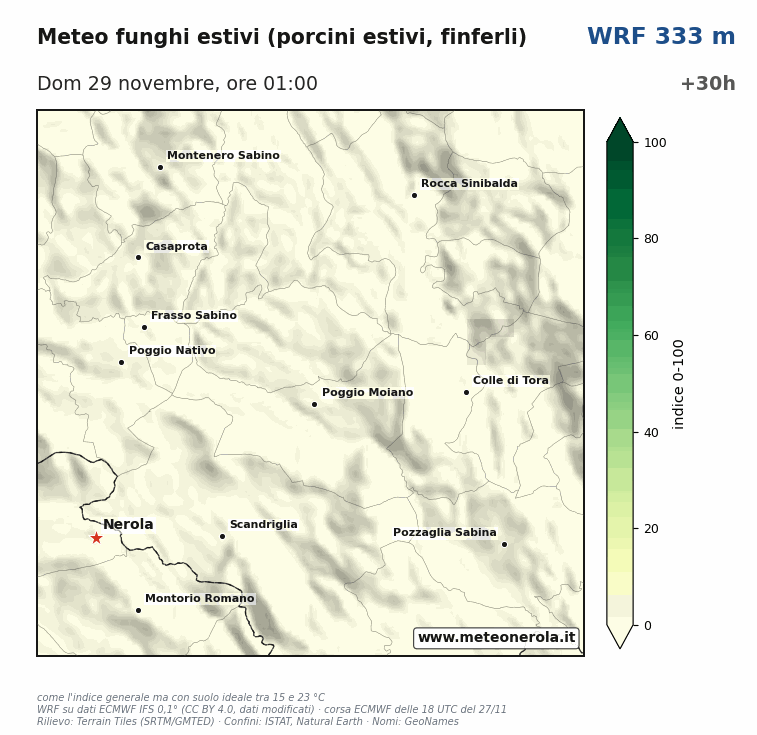 Meteo funghi estivi (porcini estivi, finferli)
WRF 333 m
Dom 29 novembre, ore 01:00
+30h
Montenero Sabino
Rocca Sinibalda
Casaprota
Frasso Sabino
Poggio Nativo
Poggio Moiano
Colle di Tora
Nerola
Scandriglia
Pozzaglia Sabina
Montorio Romano
www.meteonerola.it
100
80
60
40
20
0
indice 0-100
come l'indice generale ma con suolo ideale tra 15 e 23 °C
WRF su dati ECMWF IFS 0,1° (CC BY 4.0, dati modificati) · corsa ECMWF delle 18 UTC del 27/11
Rilievo: Terrain Tiles (SRTM/GMTED) · Confini: ISTAT, Natural Earth · Nomi: GeoNames